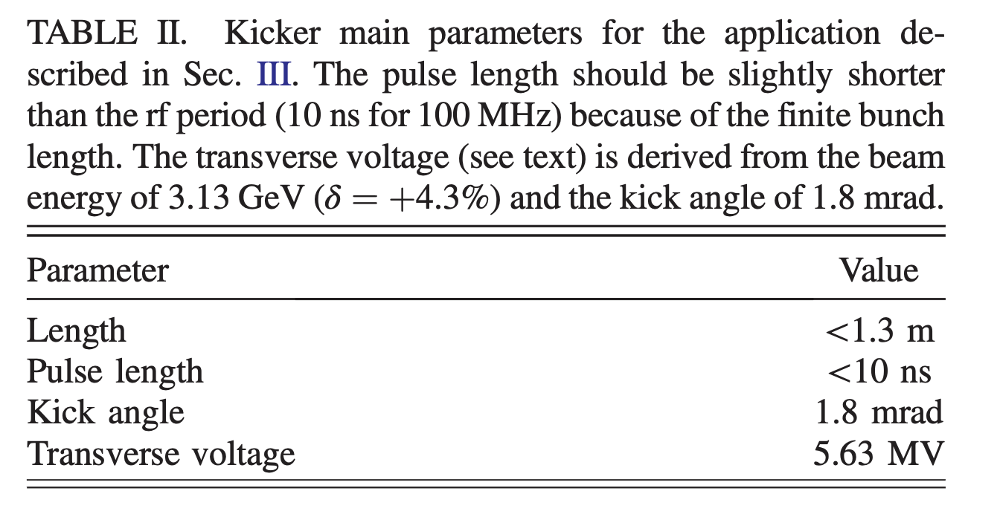 TABLE II. Kicker main parameters for the application de-
scribed in Sec. III. The pulse length should be slightly shorter
than the rf period (10 ns for 100 MHz) because of the finite bunch
length. The transverse voltage (see text) is derived from the beam
energy of 3.13 GeV (δ = +4.3%) and the kick angle of 1.8 mrad.
Parameter Value
Length <1.3 m
Pulse length <10 ns
Kick angle 1.8 mrad
Transverse voltage 5.63 MV